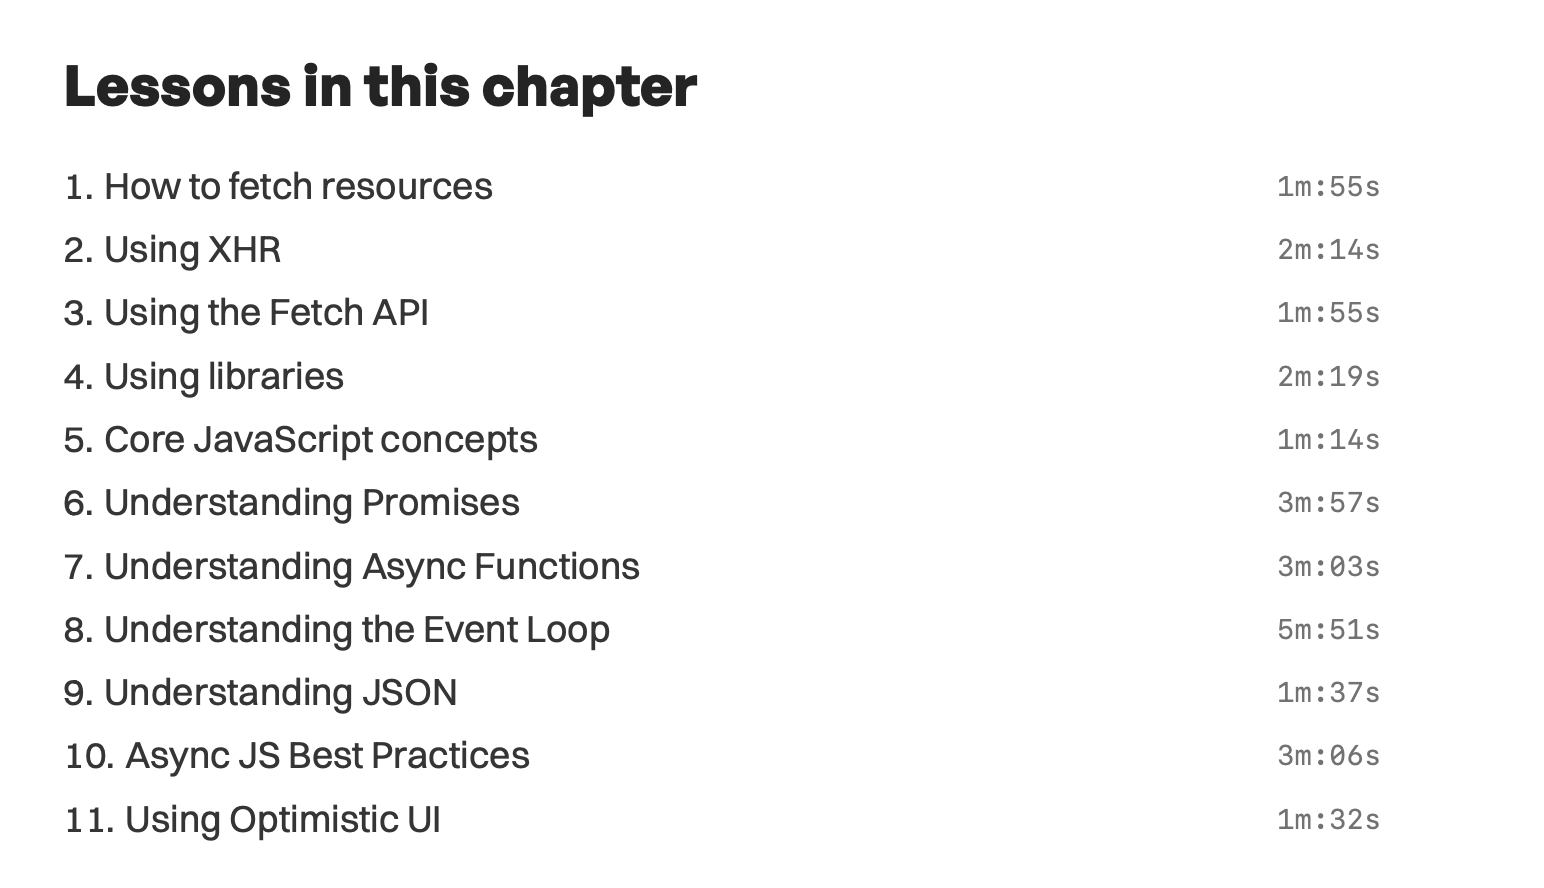 Lessons in this chapter
1. How to fetch resources 1m:55s
2. Using XHR 2m:14s
3. Using the Fetch API 1m:55s
4. Using libraries 2m:19s
5. Core JavaScript concepts 1m:14s
6. Understanding Promises 3m:57s
7. Understanding Async Functions 3m:03s
8. Understanding the Event Loop 5m:51s
9. Understanding JSON 1m:37s
10. Async JS Best Practices 3m:06s
11. Using Optimistic UI 1m:32s